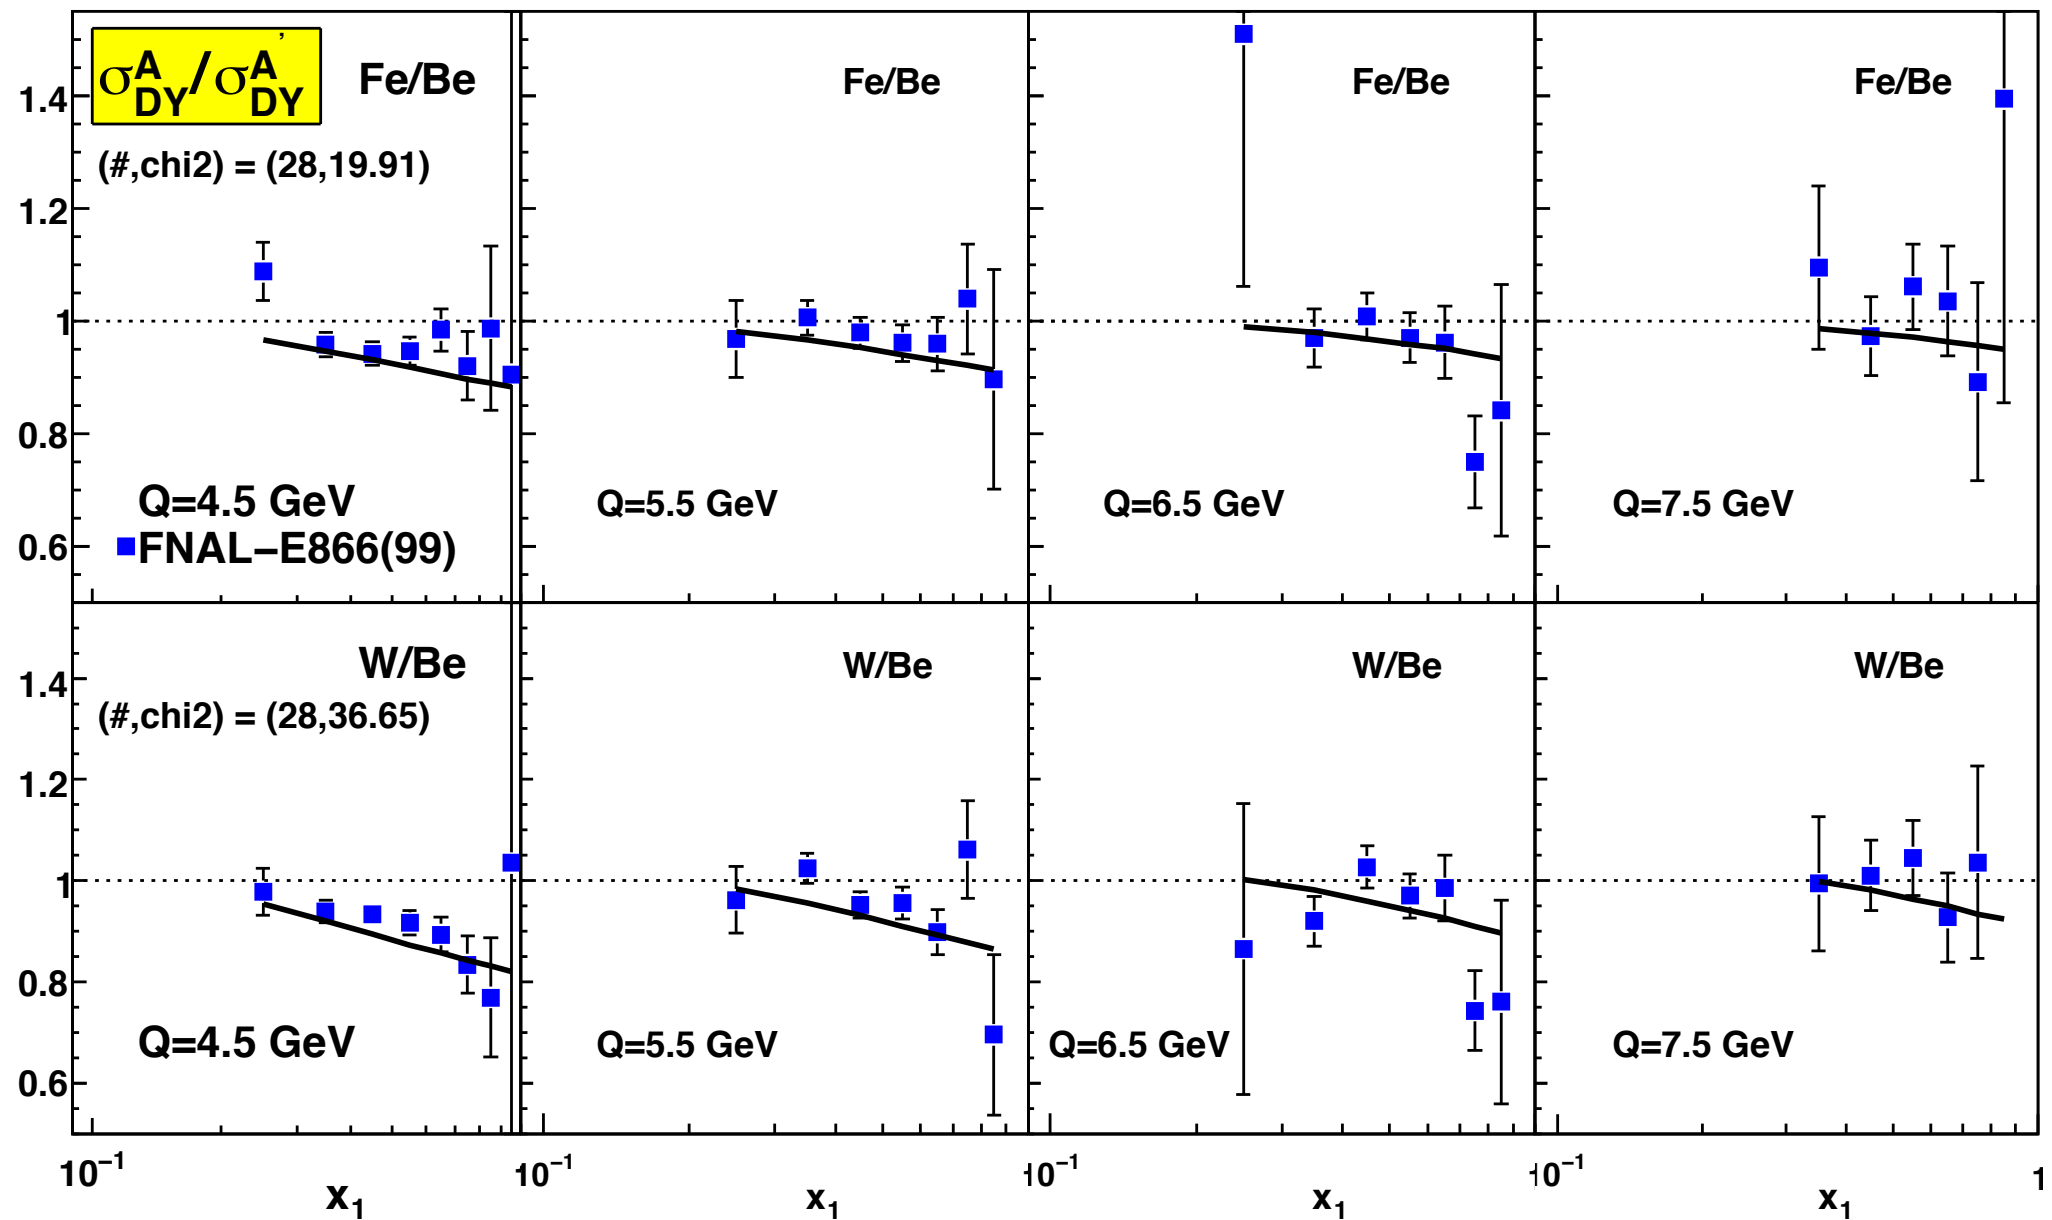 σ^A_DY/σ^A'_DY
Fe/Be
Fe/Be
Fe/Be
Fe/Be
(#,chi2) = (28,19.91)
1.4
1.2
1
0.8
0.6
Q=4.5 GeV
Q=5.5 GeV
Q=6.5 GeV
Q=7.5 GeV
FNAL−E866(99)
W/Be
W/Be
W/Be
W/Be
(#,chi2) = (28,36.65)
1.4
1.2
1
0.8
0.6
Q=4.5 GeV
Q=5.5 GeV
Q=6.5 GeV
Q=7.5 GeV
10^−1
10^−1
10^−1
10^−1
1
x_1
x_1
x_1
x_1